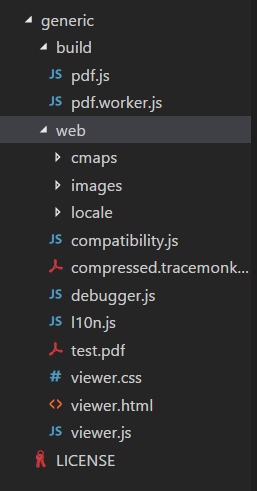 generic
build
JS pdf.js
JS pdf.worker.js
web
cmaps
images
locale
JS compatibility.js
compressed.tracemonk...
JS debugger.js
JS l10n.js
test.pdf
# viewer.css
<> viewer.html
JS viewer.js
LICENSE